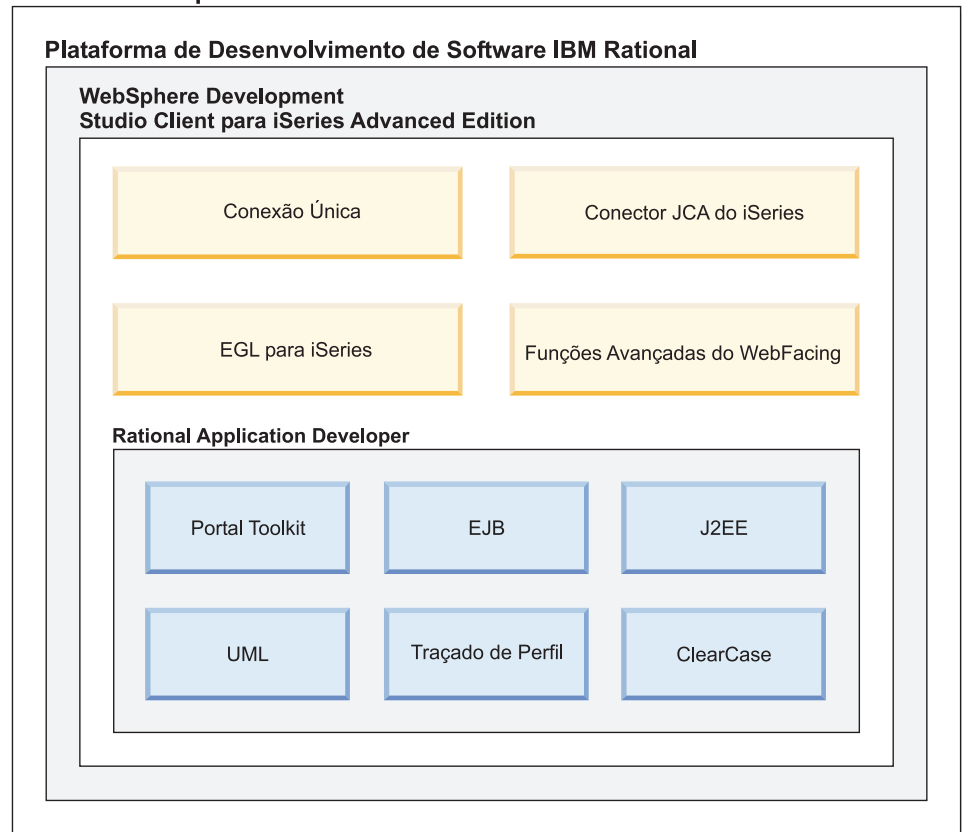 Plataforma de Desenvolvimento de Software IBM Rational
WebSphere Development
Studio Client para iSeries Advanced Edition
Conexão Única
Conector JCA do iSeries
EGL para iSeries
Funções Avançadas do WebFacing
Rational Application Developer
Portal Toolkit
EJB
J2EE
UML
Traçado de Perfil
ClearCase